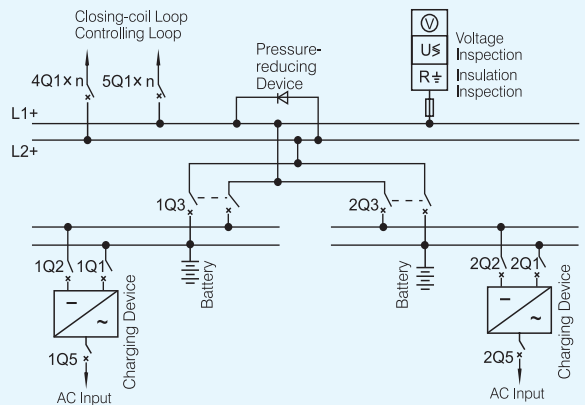 Closing-coil Loop
Controlling Loop
4Q1×n
5Q1×n
Pressure-
reducing
Device
V
U≶
R⏚
Voltage
Inspection
Insulation
Inspection
L1+
L2+
1Q3
2Q3
1Q2
1Q1
Battery
Battery
2Q2
2Q1
−
~
Charging Device
−
~
Charging Device
1Q5
2Q5
AC Input
AC Input